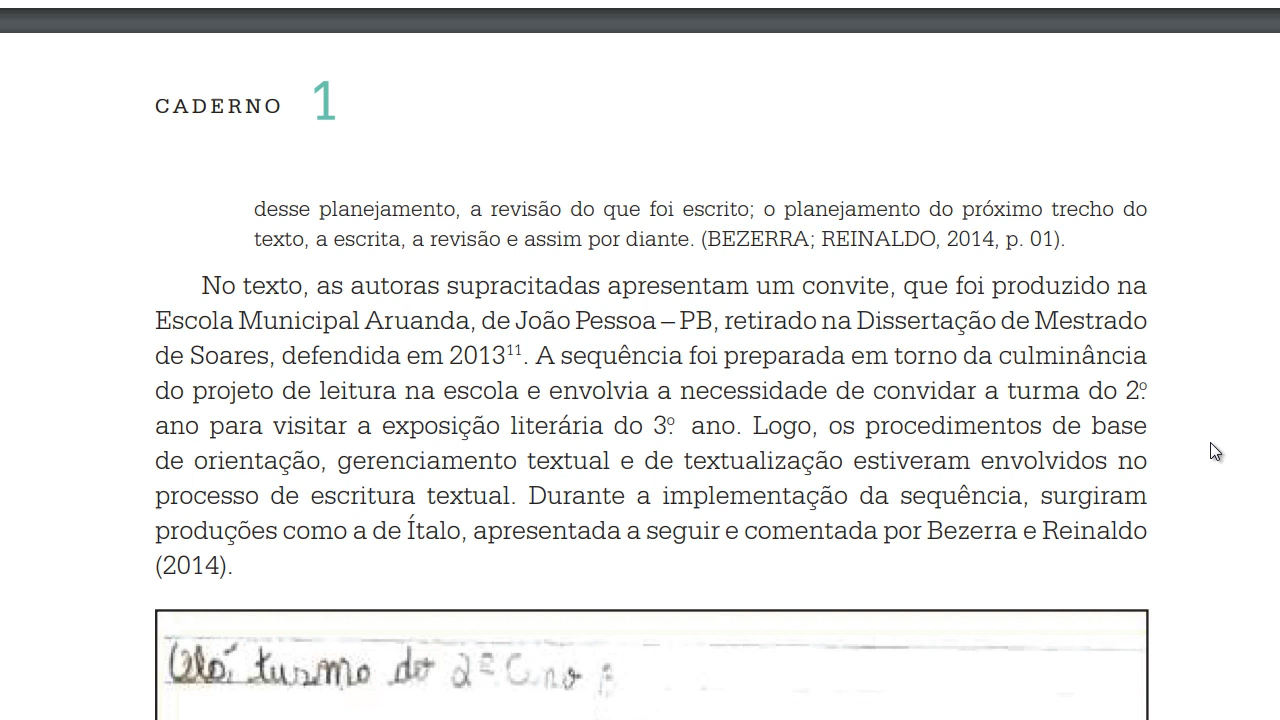 CADERNO 1
desse planejamento, a revisão do que foi escrito; o planejamento do próximo trecho do
texto, a escrita, a revisão e assim por diante. (BEZERRA; REINALDO, 2014, p. 01).
No texto, as autoras supracitadas apresentam um convite, que foi produzido na
Escola Municipal Aruanda, de João Pessoa – PB, retirado na Dissertação de Mestrado
de Soares, defendida em 2013¹¹. A sequência foi preparada em torno da culminância
do projeto de leitura na escola e envolvia a necessidade de convidar a turma do 2º
ano para visitar a exposição literária do 3º ano. Logo, os procedimentos de base
de orientação, gerenciamento textual e de textualização estiveram envolvidos no
processo de escritura textual. Durante a implementação da sequência, surgiram
produções como a de Ítalo, apresentada a seguir e comentada por Bezerra e Reinaldo
(2014).
Olá turma do 2º ano B